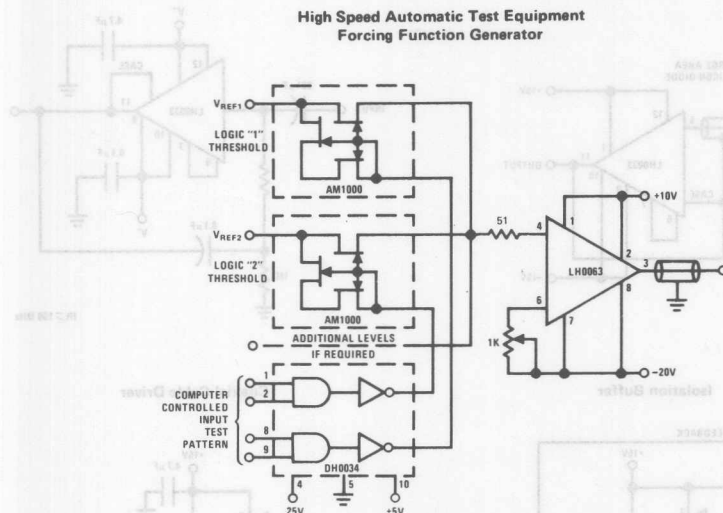 High Speed Automatic Test Equipment
Forcing Function Generator
VREF1
LOGIC "1"
THRESHOLD
AM1000
VREF2
LOGIC "2"
THRESHOLD
AM1000
ADDITIONAL LEVELS
IF REQUIRED
51
4
1
+10V
2
LH0063
3
8
6
7
1K
−20V
COMPUTER
CONTROLLED
INPUT
TEST
PATTERN
1
2
8
9
DH0034
4
5
10
25V
+5V
Isolation Buffer
Cable Driver